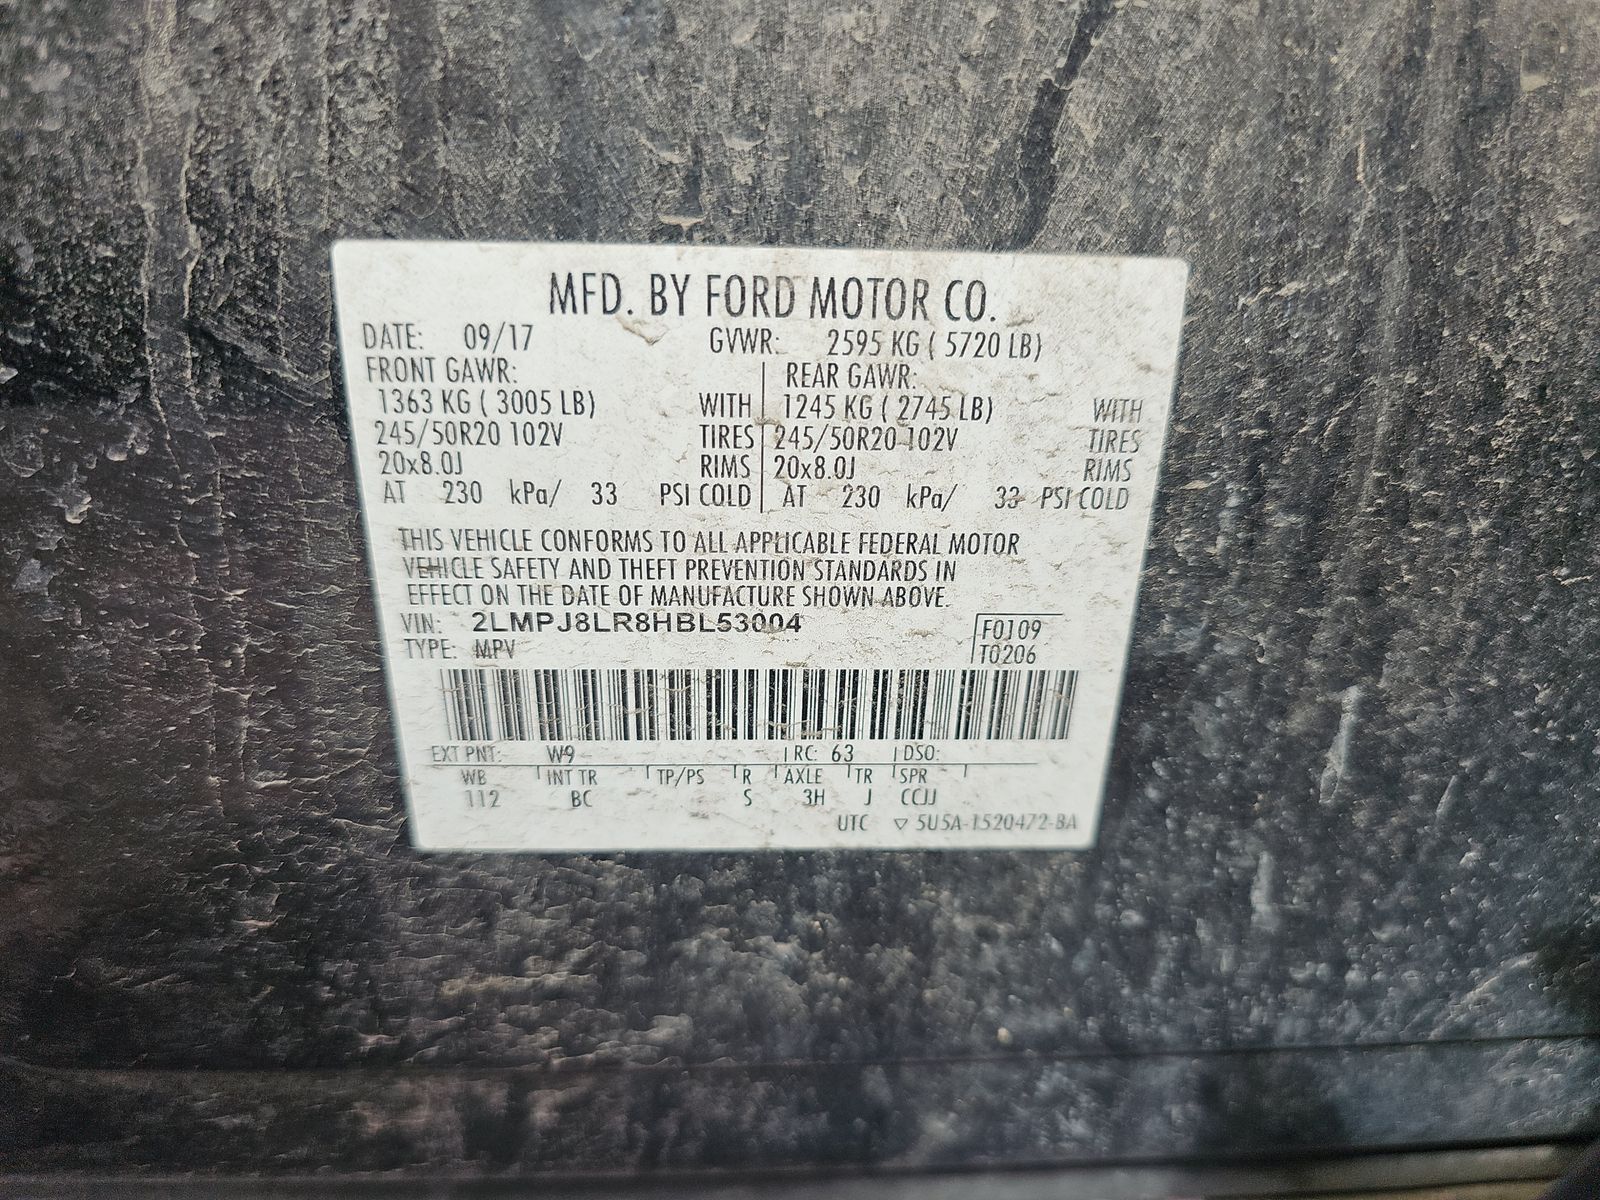 MFD. BY FORD MOTOR CO.
DATE: 09/17 GVWR: 2595 KG ( 5720 LB)
FRONT GAWR: REAR GAWR:
1363 KG ( 3005 LB) WITH 1245 KG ( 2745 LB) WITH
245/50R20 102V TIRES 245/50R20 102V TIRES
20x8.0J RIMS 20x8.0J RIMS
AT 230 kPa/ 33 PSI COLD AT 230 kPa/ 33 PSI COLD
THIS VEHICLE CONFORMS TO ALL APPLICABLE FEDERAL MOTOR
VEHICLE SAFETY AND THEFT PREVENTION STANDARDS IN
EFFECT ON THE DATE OF MANUFACTURE SHOWN ABOVE.
VIN: 2LMPJ8LR8HBL53004
F0109
TYPE: MPV
T0206
EXT PNT: W9 RC: 63 DSO:
WB INT TR TP/PS R AXLE TR SPR
112 BC S 3H J CCJJ
UTC ▽ 5U5A-1520472-BA